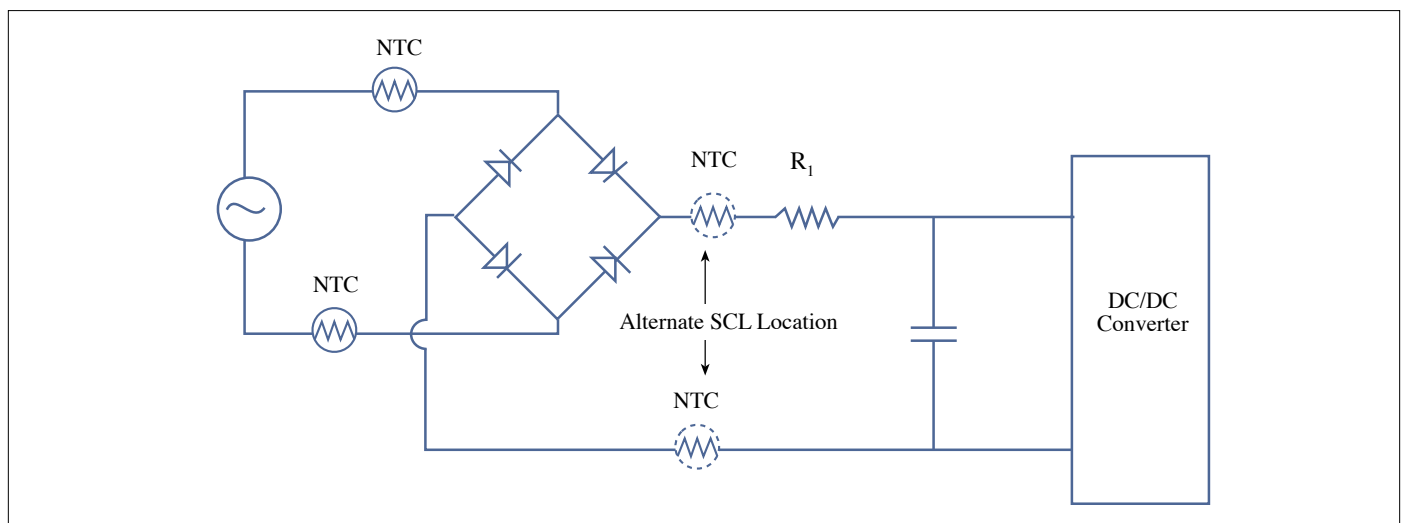 NTC
NTC
R1
NTC
Alternate SCL Location
DC/DC
Converter
NTC